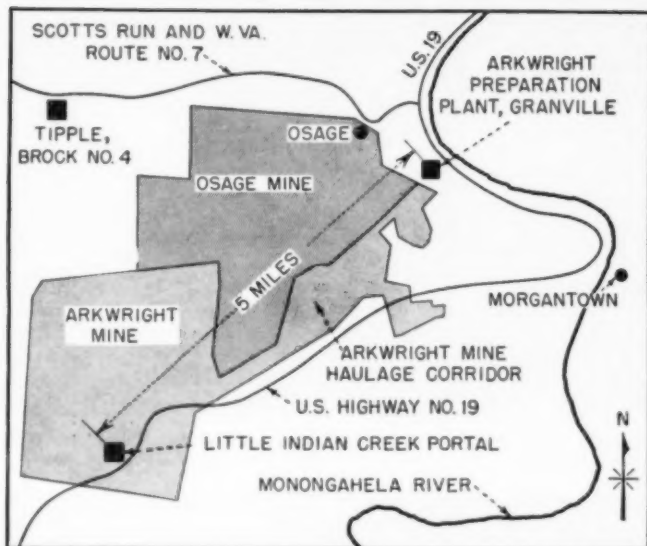 SCOTTS RUN AND W. VA.
ROUTE NO. 7
U.S. 19
ARKWRIGHT
PREPARATION
PLANT, GRANVILLE
TIPPLE,
BROCK NO. 4
OSAGE
OSAGE MINE
5 MILES
ARKWRIGHT
MINE
MORGANTOWN
ARKWRIGHT MINE
HAULAGE CORRIDOR
U.S. HIGHWAY NO. 19
LITTLE INDIAN CREEK PORTAL
N
MONONGAHELA RIVER